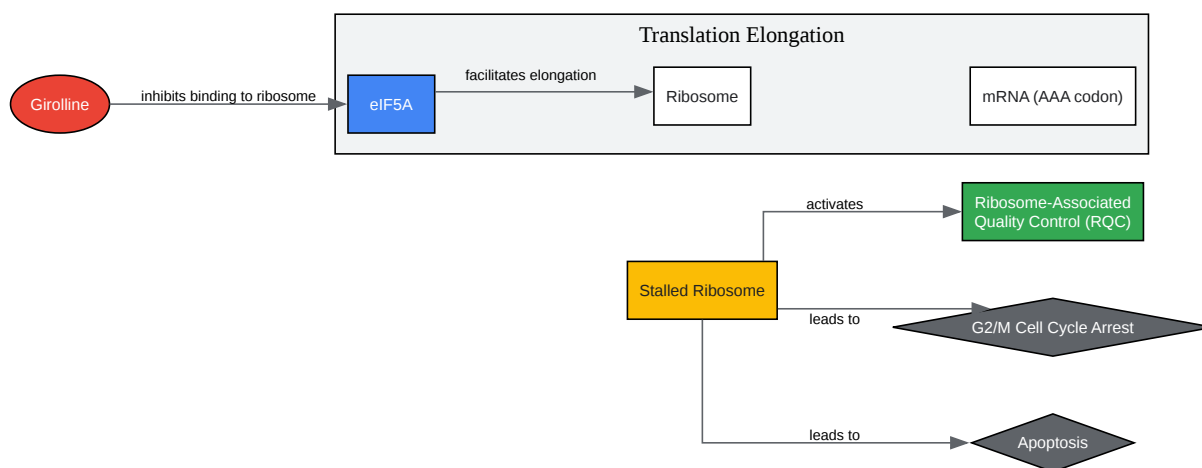 Translation Elongation
Girolline
inhibits binding to ribosome
eIF5A
facilitates elongation
Ribosome
mRNA (AAA codon)
activates
Ribosome-Associated
Quality Control (RQC)
Stalled Ribosome
leads to
G2/M Cell Cycle Arrest
leads to
Apoptosis